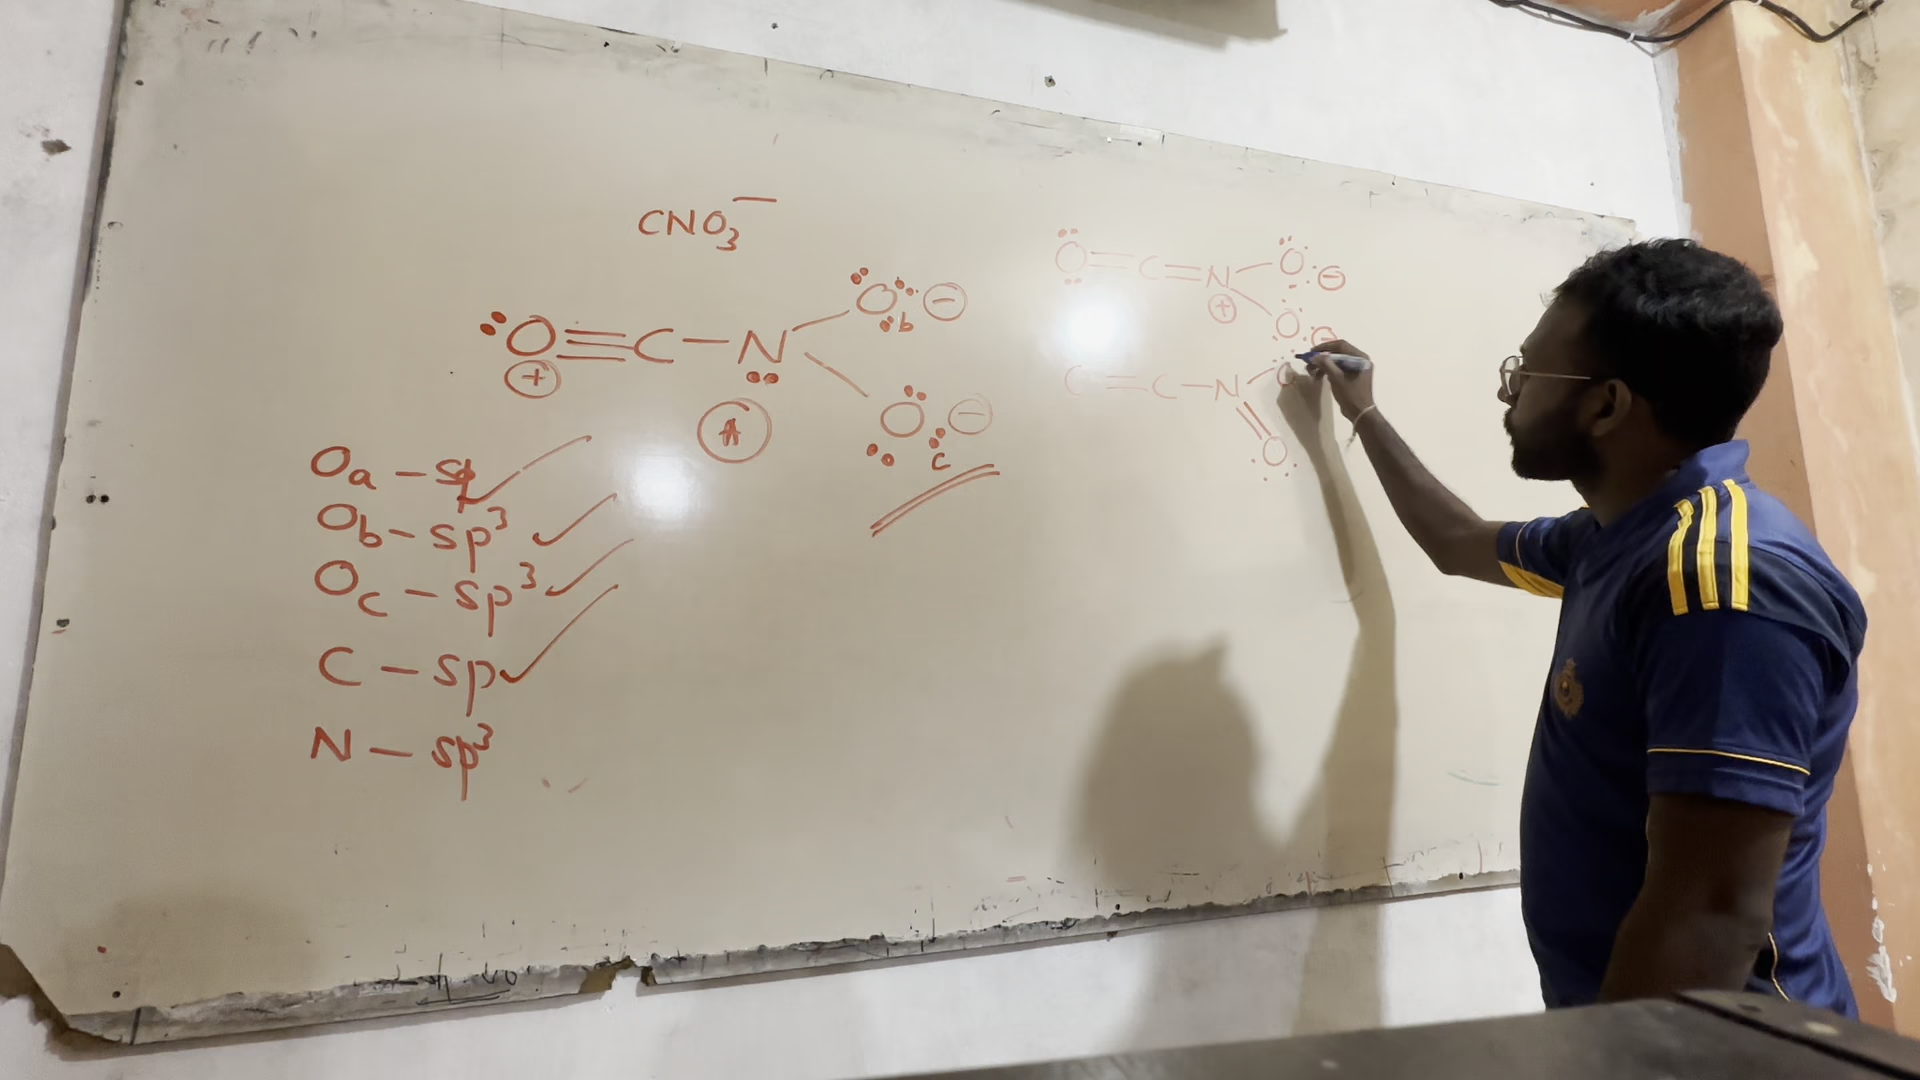 CNO₃⁻
O≡C—N
⊕
O b ⊖
O c ⊖
A
Oa – sp
Ob – sp³
Oc – sp³
C – sp
N – sp³
O=C=N—O ⊖
⊕
O ⊖
C=C—N
O